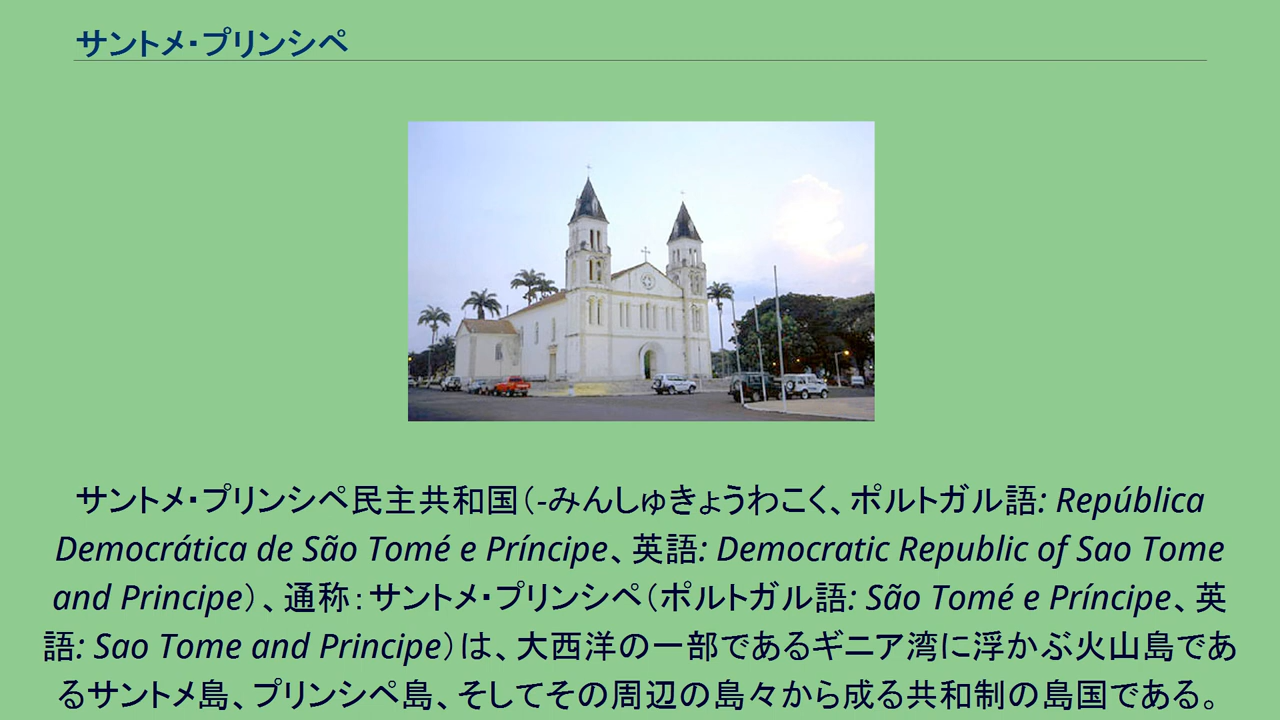 サントメ・プリンシペ
サントメ・プリンシペ民主共和国（-みんしゅきょうわこく、ポルトガル語: República
Democrática de São Tomé e Príncipe、英語: Democratic Republic of Sao Tome
and Principe）、通称：サントメ・プリンシペ（ポルトガル語: São Tomé e Príncipe、英
語: Sao Tome and Principe）は、大西洋の一部であるギニア湾に浮かぶ火山島であ
るサントメ島、プリンシペ島、そしてその周辺の島々から成る共和制の島国である。